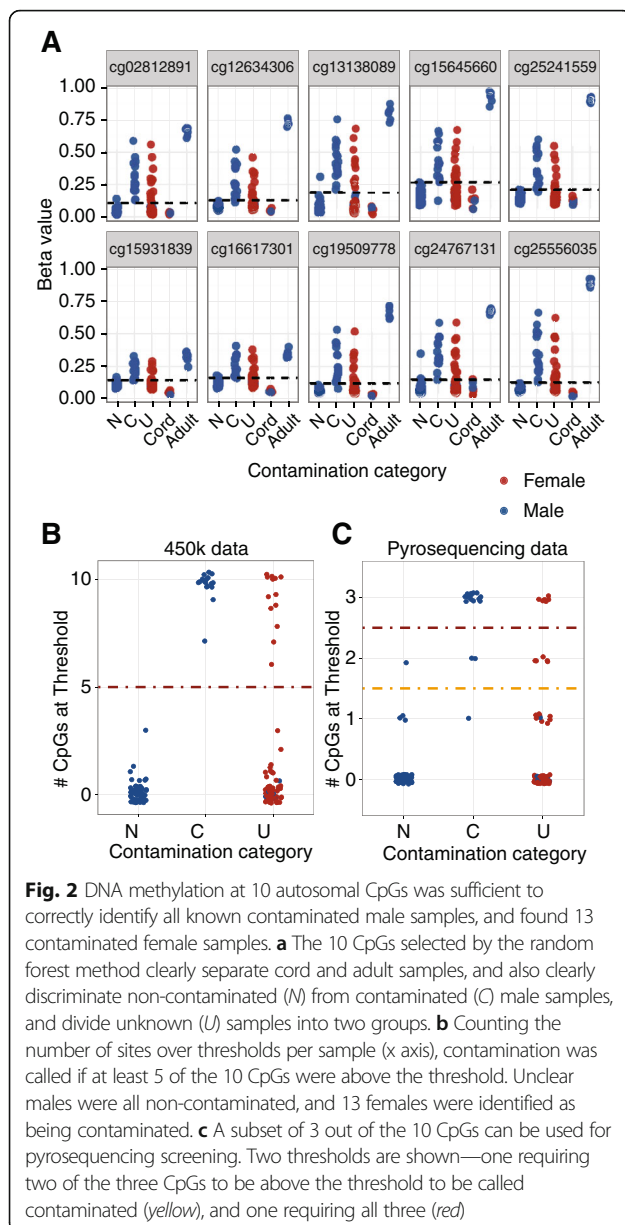 A
cg02812891 cg12634306 cg13138089 cg15645660 cg25241559
1.00
0.75
0.50
0.25
0.00
cg15931839 cg16617301 cg19509778 cg24767131 cg25556035
1.00
0.75
0.50
0.25
0.00
Beta value
N C U Cord Adult N C U Cord Adult N C U Cord Adult N C U Cord Adult N C U Cord Adult
Contamination category
Female
Male
B
450k data
10
5
0
# CpGs at Threshold
N C U
Contamination category
C
Pyrosequencing data
3
2
1
0
# CpGs at Threshold
N C U
Contamination category
Fig. 2 DNA methylation at 10 autosomal CpGs was sufficient to
correctly identify all known contaminated male samples, and found 13
contaminated female samples. a The 10 CpGs selected by the random
forest method clearly separate cord and adult samples, and also clearly
discriminate non-contaminated (N) from contaminated (C) male samples,
and divide unknown (U) samples into two groups. b Counting the
number of sites over thresholds per sample (x axis), contamination was
called if at least 5 of the 10 CpGs were above the threshold. Unclear
males were all non-contaminated, and 13 females were identified as
being contaminated. c A subset of 3 out of the 10 CpGs can be used for
pyrosequencing screening. Two thresholds are shown—one requiring
two of the three CpGs to be above the threshold to be called
contaminated (yellow), and one requiring all three (red)